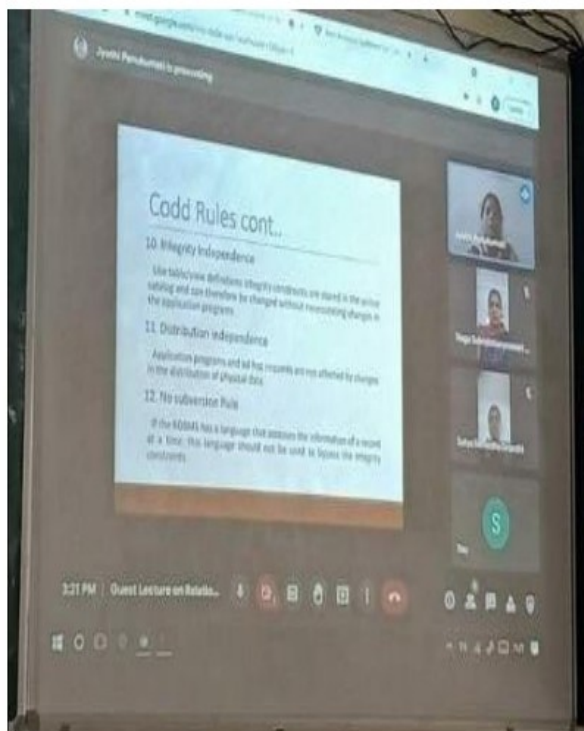 Jyothi Penukumati is presenting
Codd Rules cont..
10. Integrity Independence
Like table/view definitions integrity constraints are stored in the active
catalog and can therefore be changed without necessitating changes in
the application programs
11. Distribution independence
Application programs and ad hoc requests are not affected by changes
in the distribution of physical data
12. No subversion Rule
If the RDBMS has a language that accesses the information of a record
at a time, this language should not be used to bypass the integrity
constraints
S
You
3:21 PM | Guest Lecture on Relatio...